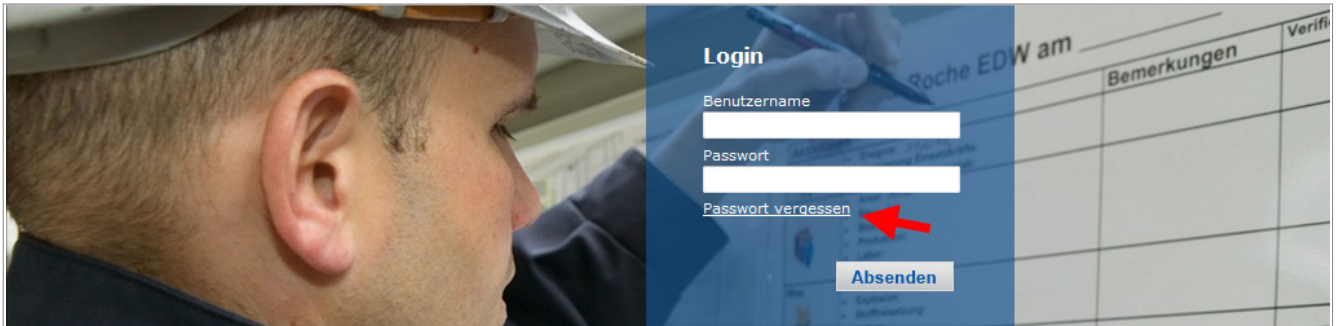 Login
Roche EDW am
Verifi
Bemerkungen
Benutzername
Passwort
Passwort vergessen
Absenden